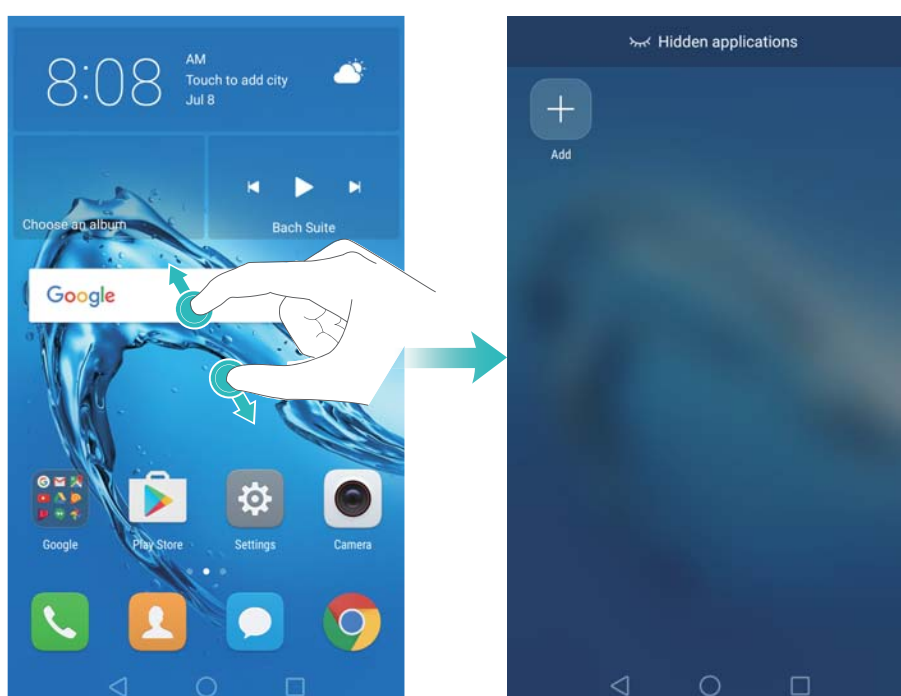 8:08
AM
Touch to add city
Jul 8
Choose an album
Bach Suite
Google
Google
Play Store
Settings
Camera
Hidden applications
Add